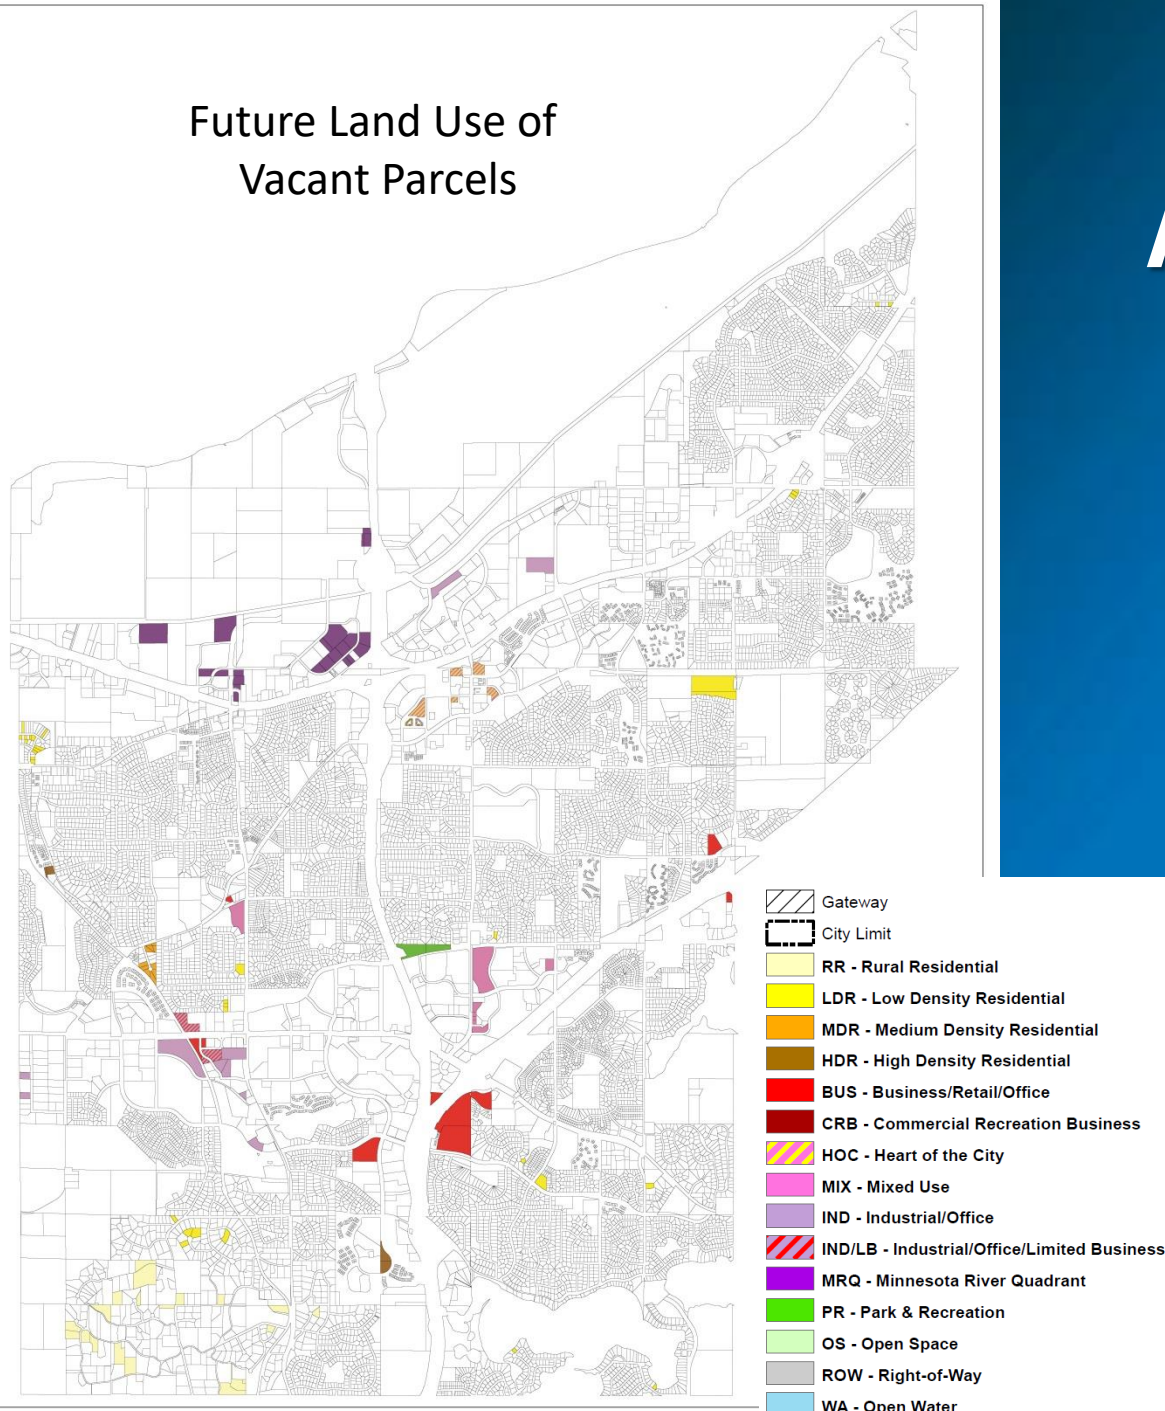 Future Land Use of
Vacant Parcels
Gateway
City Limit
RR - Rural Residential
LDR - Low Density Residential
MDR - Medium Density Residential
HDR - High Density Residential
BUS - Business/Retail/Office
CRB - Commercial Recreation Business
HOC - Heart of the City
MIX - Mixed Use
IND - Industrial/Office
IND/LB - Industrial/Office/Limited Business
MRQ - Minnesota River Quadrant
PR - Park & Recreation
OS - Open Space
ROW - Right-of-Way
WA - Open Water